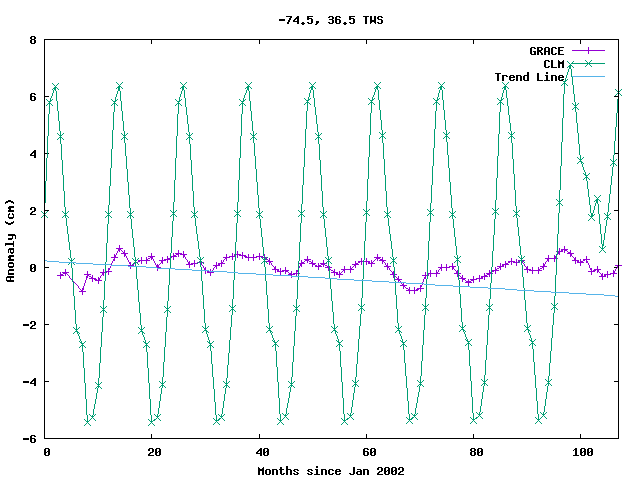 -74.5, 36.5 TWS
GRACE
CLM
Trend Line
8
6
4
2
0
-2
-4
-6
Anomaly (cm)
0 20 40 60 80 100
Months since Jan 2002